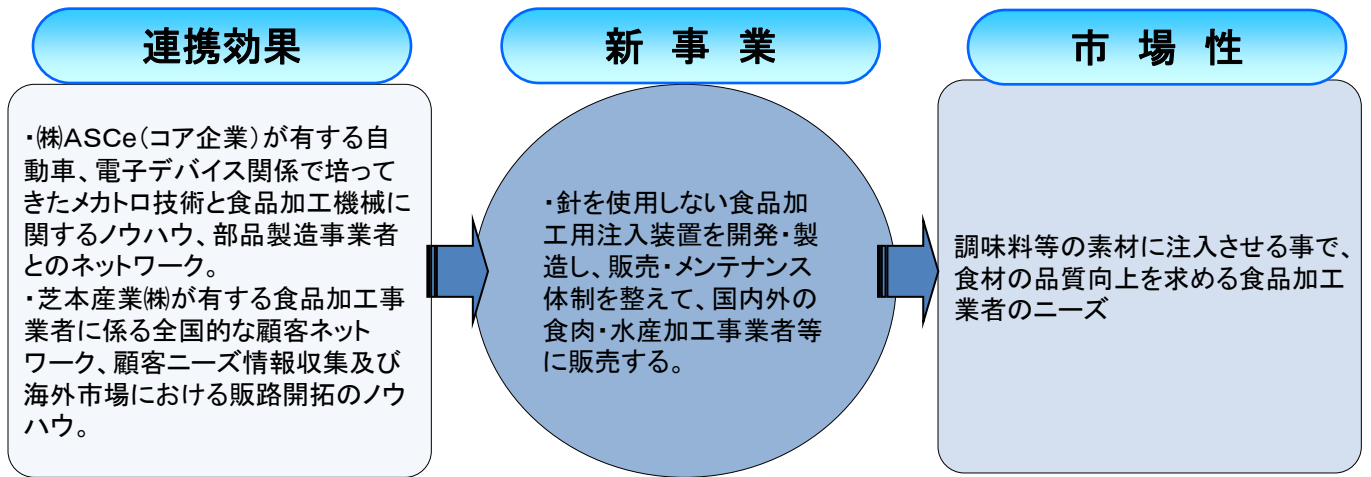 連携効果
・㈱ASCe(コア企業)が有する自
動車、電子デバイス関係で培って
きたメカトロ技術と食品加工機械に
関するノウハウ、部品製造事業者
とのネットワーク。
・芝本産業㈱が有する食品加工事
業者に係る全国的な顧客ネット
ワーク、顧客ニーズ情報収集及び
海外市場における販路開拓のノウ
ハウ。
新 事 業
・針を使用しない食品加
工用注入装置を開発・製
造し、販売・メンテナンス
体制を整えて、国内外の
食肉・水産加工事業者等
に販売する。
市 場 性
調味料等の素材に注入させる事で、
食材の品質向上を求める食品加工
業者のニーズ